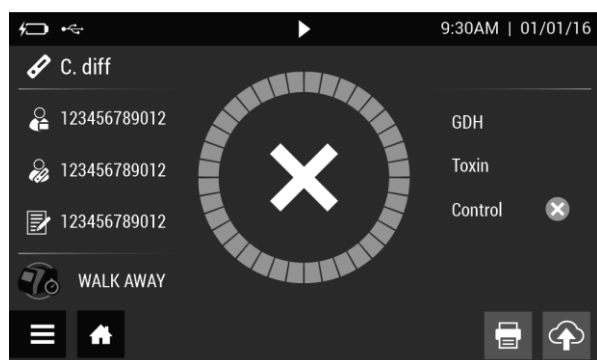 9:30AM | 01/01/16
C. diff
123456789012
123456789012
123456789012
WALK AWAY
GDH
Toxin
Control